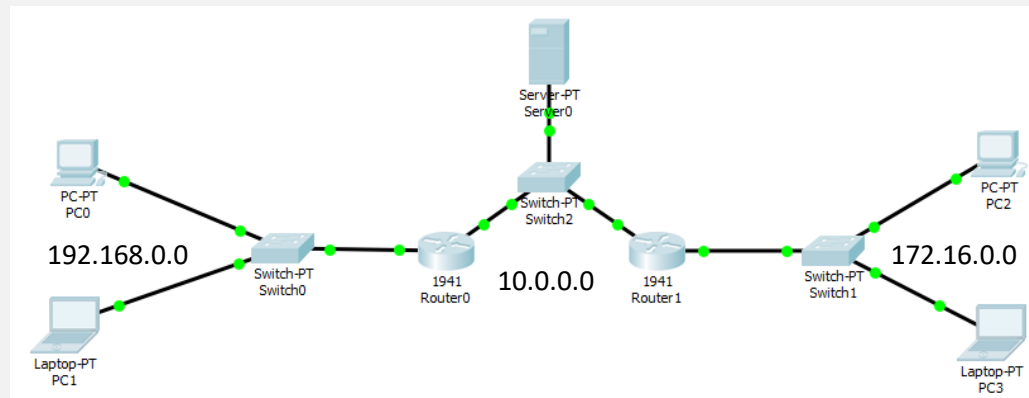 Server-PT
Server0
PC-PT
PC0
192.168.0.0
Switch-PT
Switch0
Laptop-PT
PC1
1941
Router0
Switch-PT
Switch2
10.0.0.0
1941
Router1
PC-PT
PC2
172.16.0.0
Switch-PT
Switch1
Laptop-PT
PC3